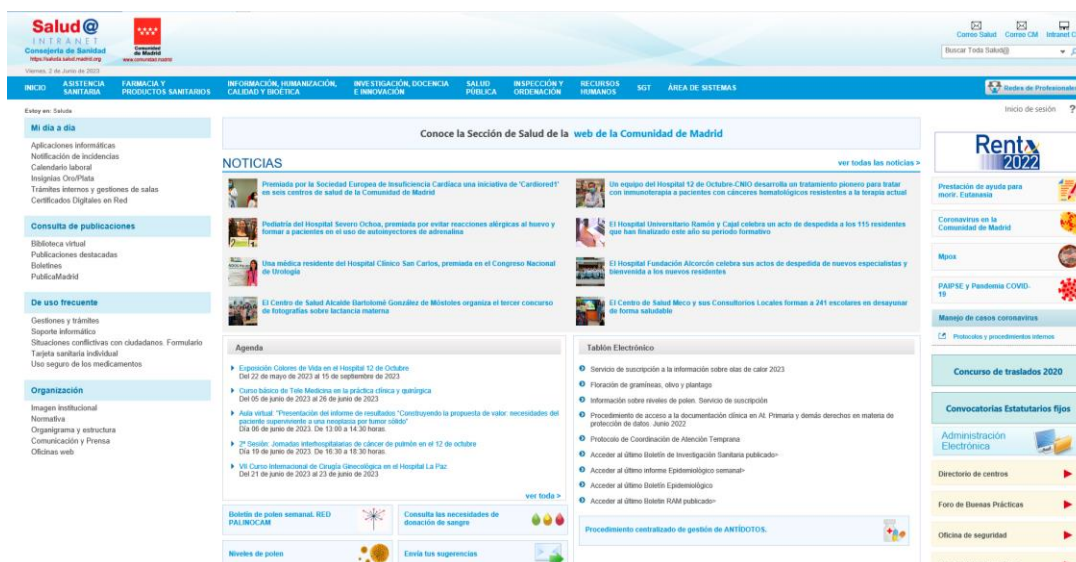 Salud@
INTRANET
Consejería de Sanidad
https://saluda.salud.madrid.org
Comunidad
de Madrid
www.comunidad.madrid
Correo Salud
Correo CM
Intranet C
Buscar Toda Salud@
Viernes, 2 de Junio de 2023
INICIO
ASISTENCIA
SANITARIA
FARMACIA Y
PRODUCTOS SANITARIOS
INFORMACIÓN, HUMANIZACIÓN,
CALIDAD Y BIOÉTICA
INVESTIGACIÓN, DOCENCIA
E INNOVACIÓN
SALUD
PÚBLICA
INSPECCIÓN Y
ORDENACIÓN
RECURSOS
HUMANOS
SGT
ÁREA DE SISTEMAS
Redes de Profesionales
Estoy en: Saluda
Inicio de sesión ?
Mi día a día
Aplicaciones informáticas
Notificación de incidencias
Calendario laboral
Insignias Oro/Plata
Trámites internos y gestiones de salas
Certificados Digitales en Red
Consulta de publicaciones
Biblioteca virtual
Publicaciones destacadas
Boletines
PublicaMadrid
De uso frecuente
Gestiones y trámites
Soporte informático
Situaciones conflictivas con ciudadanos. Formulario
Tarjeta sanitaria individual
Uso seguro de los medicamentos
Organización
Imagen institucional
Normativa
Organigrama y estructura
Comunicación y Prensa
Oficinas web
Conoce la Sección de Salud de la web de la Comunidad de Madrid
NOTICIAS
ver todas las noticias >
Premiada por la Sociedad Europea de Insuficiencia Cardíaca una iniciativa de 'Cardiored1'
en seis centros de salud de la Comunidad de Madrid
Un equipo del Hospital 12 de Octubre-CNIO desarrolla un tratamiento pionero para tratar
con inmunoterapia a pacientes con cánceres hematológicos resistentes a la terapia actual
Pediatría del Hospital Severo Ochoa, premiada por evitar reacciones alérgicas al huevo y
formar a pacientes en el uso de autoinyectores de adrenalina
El Hospital Universitario Ramón y Cajal celebra un acto de despedida a los 115 residentes
que han finalizado este año su periodo formativo
Una médica residente del Hospital Clínico San Carlos, premiada en el Congreso Nacional
de Urología
El Hospital Fundación Alcorcón celebra sus actos de despedida de nuevos especialistas y
bienvenida a los nuevos residentes
El Centro de Salud Alcalde Bartolomé González de Móstoles organiza el tercer concurso
de fotografías sobre lactancia materna
El Centro de Salud Meco y sus Consultorios Locales forman a 241 escolares en desayunar
de forma saludable
Agenda
Exposición Colores de Vida en el Hospital 12 de Octubre
Del 22 de mayo de 2023 al 15 de septiembre de 2023
Curso básico de Tele Medicina en la práctica clínica y quirúrgica
Del 05 de junio de 2023 al 26 de junio de 2023
Aula virtual: "Presentación del informe de resultados "Construyendo la propuesta de valor: necesidades del
paciente superviviente a una neoplasia por tumor sólido"
Día 06 de junio de 2023. De 13:00 a 14:30 horas.
2ª Sesión: Jornadas interhospitalarias de cáncer de pulmón en el 12 de octubre
Día 19 de junio de 2023. De 16:30 a 18:30 horas.
VII Curso Internacional de Cirugía Ginecológica en el Hospital La Paz
Del 21 de junio de 2023 al 23 de junio de 2023
ver toda >
Tablón Electrónico
Servicio de suscripción a la información sobre olas de calor 2023
Floración de gramíneas, olivo y plantago
Información sobre niveles de polen. Servicio de suscripción
Procedimiento de acceso a la documentación clínica en At. Primaria y demás derechos en materia de
protección de datos. Junio 2022
Protocolo de Coordinación de Atención Temprana
Acceder al último Boletín de Investigación Sanitaria publicado>
Acceder al último informe Epidemiológico semanal>
Acceder al último Boletín Epidemiológico
Acceder al último Boletín RAM publicado>
Boletín de polen semanal. RED
PALINOCAM
Consulta las necesidades de
donación de sangre
Niveles de polen
Envía tus sugerencias
Procedimiento centralizado de gestión de ANTÍDOTOS.
Renta
2022
Prestación de ayuda para
morir. Eutanasia
Coronavirus en la
Comunidad de Madrid
Mpox
PAIPSE y Pandemia COVID-
19
Manejo de casos coronavirus
Protocolos y procedimientos internos
Concurso de traslados 2020
Convocatorias Estatutarios fijos
Administración
Electrónica
Directorio de centros
Foro de Buenas Prácticas
Oficina de seguridad